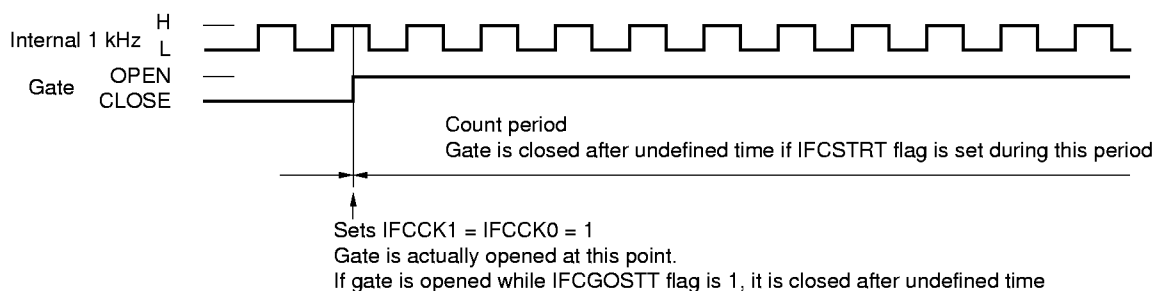 H
Internal 1 kHz
L
OPEN
Gate
CLOSE
Count period
Gate is closed after undefined time if IFCSTRT flag is set during this period
Sets IFCCK1 = IFCCK0 = 1
Gate is actually opened at this point.
If gate is opened while IFCGOSTT flag is 1, it is closed after undefined time